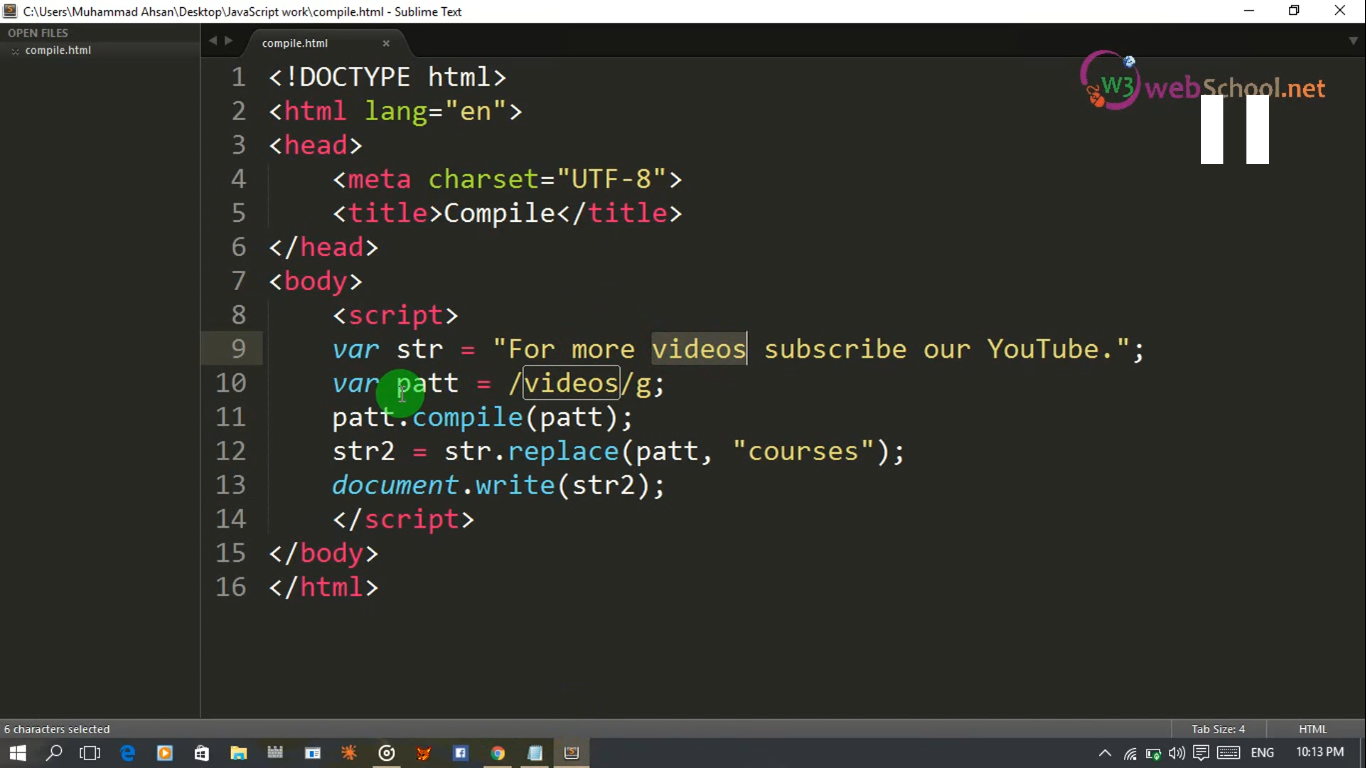 C:\Users\Muhammad Ahsan\Desktop\JavaScript work\compile.html - Sublime Text
OPEN FILES
compile.html
compile.html
W3 webSchool.net
1 <!DOCTYPE html>
2 <html lang="en">
3 <head>
4 <meta charset="UTF-8">
5 <title>Compile</title>
6 </head>
7 <body>
8 <script>
9 var str = "For more videos subscribe our YouTube.";
10 var patt = /videos/g;
11 patt.compile(patt);
12 str2 = str.replace(patt, "courses");
13 document.write(str2);
14 </script>
15 </body>
16 </html>
6 characters selected
Tab Size: 4
HTML
ENG
10:13 PM